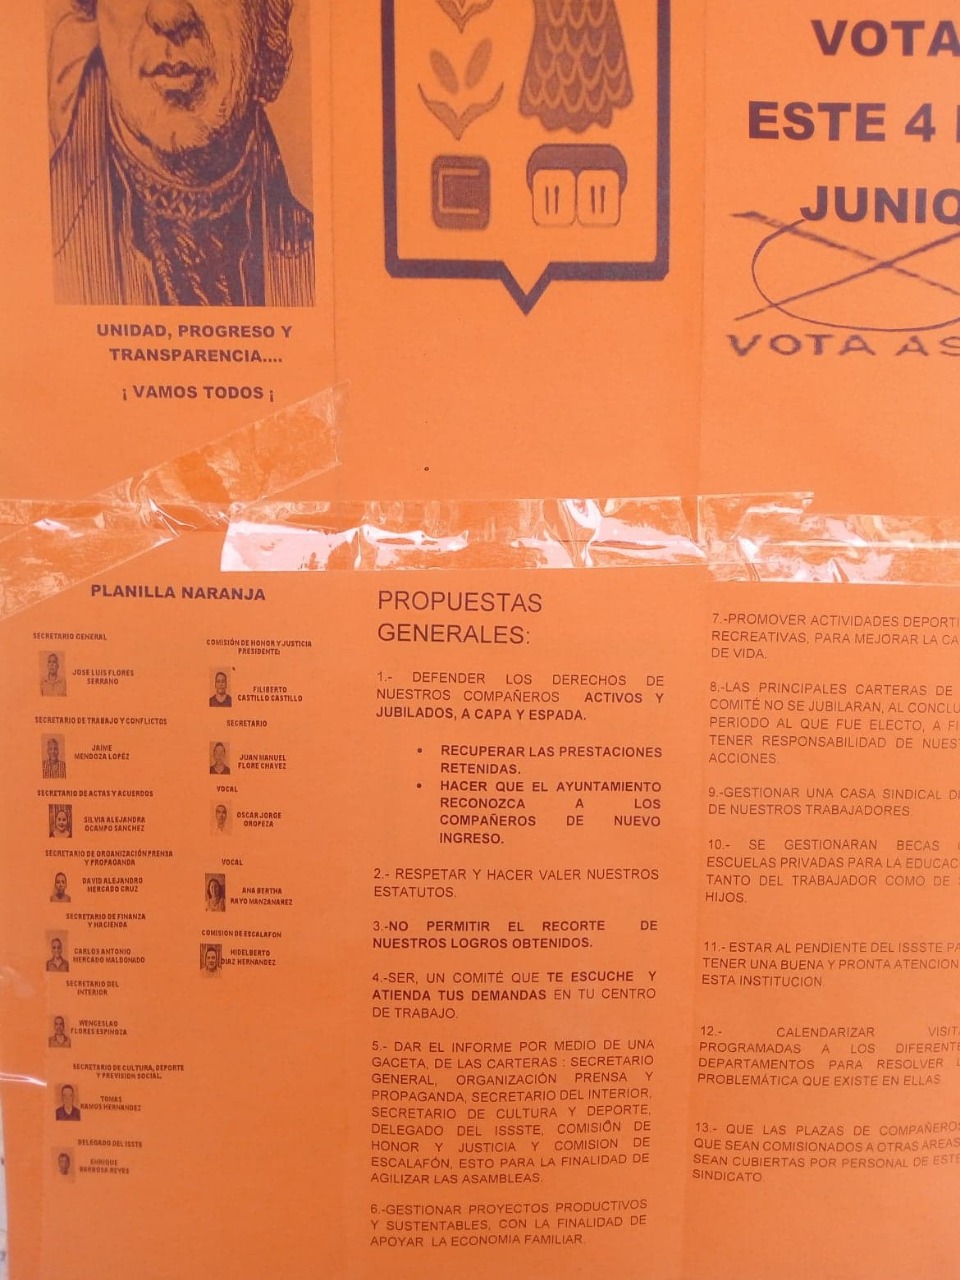 UNIDAD, PROGRESO Y
TRANSPARENCIA....
¡ VAMOS TODOS ¡
VOTA
ESTE 4
JUNIO
VOTA AS
PLANILLA NARANJA
SECRETARIO GENERAL
JOSE LUIS FLORES
SERRANO
SECRETARIO DE TRABAJO Y CONFLICTOS
JAIME
MENDOZA LOPEZ
SECRETARIO DE ACTAS Y ACUERDOS
SILVIA ALEJANDRA
OCAMPO SANCHEZ
SECRETARIO DE ORGANIZACIÓN PRENSA
Y PROPAGANDA
DAVID ALEJANDRO
MERCADO CRUZ
SECRETARIO DE FINANZA
Y HACIENDA
CARLOS ANTONIO
MERCADO MALDONADO
SECRETARIO DEL
INTERIOR
WENCESLAO
FLORES ESPINOZA
SECRETARIO DE CULTURA, DEPORTE
Y PREVISION SOCIAL,
TOMAS
RAMOS HERNANDEZ
DELEGADO DEL ISSTE
ENRIQUE
BARBOSA REYES
COMISIÓN DE HONOR Y JUSTICIA
PRESIDENTE:
FILIBERTO
CASTILLO CASTILLO
SECRETARIO
JUAN MANUEL
FLORE CHAVEZ
VOCAL
OSCAR JORGE
OROPEZA
VOCAL
ANA BERTHA
RAYO MANZANAREZ
COMISION DE ESCALAFON
HIDELBERTO
DIAZ HERNANDEZ
PROPUESTAS
GENERALES:
1.- DEFENDER LOS DERECHOS DE
NUESTROS COMPAÑEROS ACTIVOS Y
JUBILADOS, A CAPA Y ESPADA.
• RECUPERAR LAS PRESTACIONES
RETENIDAS.
• HACER QUE EL AYUNTAMIENTO
RECONOZCA A LOS
COMPAÑEROS DE NUEVO
INGRESO.
2.- RESPETAR Y HACER VALER NUESTROS
ESTATUTOS.
3.-NO PERMITIR EL RECORTE DE
NUESTROS LOGROS OBTENIDOS.
4.-SER, UN COMITÉ QUE TE ESCUCHE Y
ATIENDA TUS DEMANDAS EN TU CENTRO
DE TRABAJO.
5.- DAR EL INFORME POR MEDIO DE UNA
GACETA, DE LAS CARTERAS : SECRETARIO
GENERAL, ORGANIZACIÓN PRENSA Y
PROPAGANDA, SECRETARIO DEL INTERIOR,
SECRETARIO DE CULTURA Y DEPORTE,
DELEGADO DEL ISSSTE, COMISIÓN DE
HONOR Y JUSTICIA Y COMISION DE
ESCALAFÓN, ESTO PARA LA FINALIDAD DE
AGILIZAR LAS ASAMBLEAS.
6.-GESTIONAR PROYECTOS PRODUCTIVOS
Y SUSTENTABLES, CON LA FINALIDAD DE
APOYAR LA ECONOMIA FAMILIAR.
7.-PROMOVER ACTIVIDADES DEPORTI
RECREATIVAS, PARA MEJORAR LA CA
DE VIDA.
8.-LAS PRINCIPALES CARTERAS DE
COMITÉ NO SE JUBILARAN, AL CONCLU
PERIODO AL QUE FUE ELECTO, A FI
TENER RESPONSABILIDAD DE NUEST
ACCIONES.
9.-GESTIONAR UNA CASA SINDICAL DI
DE NUESTROS TRABAJADORES.
10.- SE GESTIONARAN BECAS
ESCUELAS PRIVADAS PARA LA EDUCAC
TANTO DEL TRABAJADOR COMO DE
HIJOS.
11.- ESTAR AL PENDIENTE DEL ISSSTE PA
TENER UNA BUENA Y PRONTA ATENCION
ESTA INSTITUCION.
12.- CALENDARIZAR VISIT
PROGRAMADAS A LOS DIFERENTE
DEPARTAMENTOS PARA RESOLVER
PROBLEMÁTICA QUE EXISTE EN ELLAS.
13.- QUE LAS PLAZAS DE COMPAÑEROS
QUE SEAN COMISIONADOS A OTRAS AREAS
SEAN CUBIERTAS POR PERSONAL DE ESTE
SINDICATO.